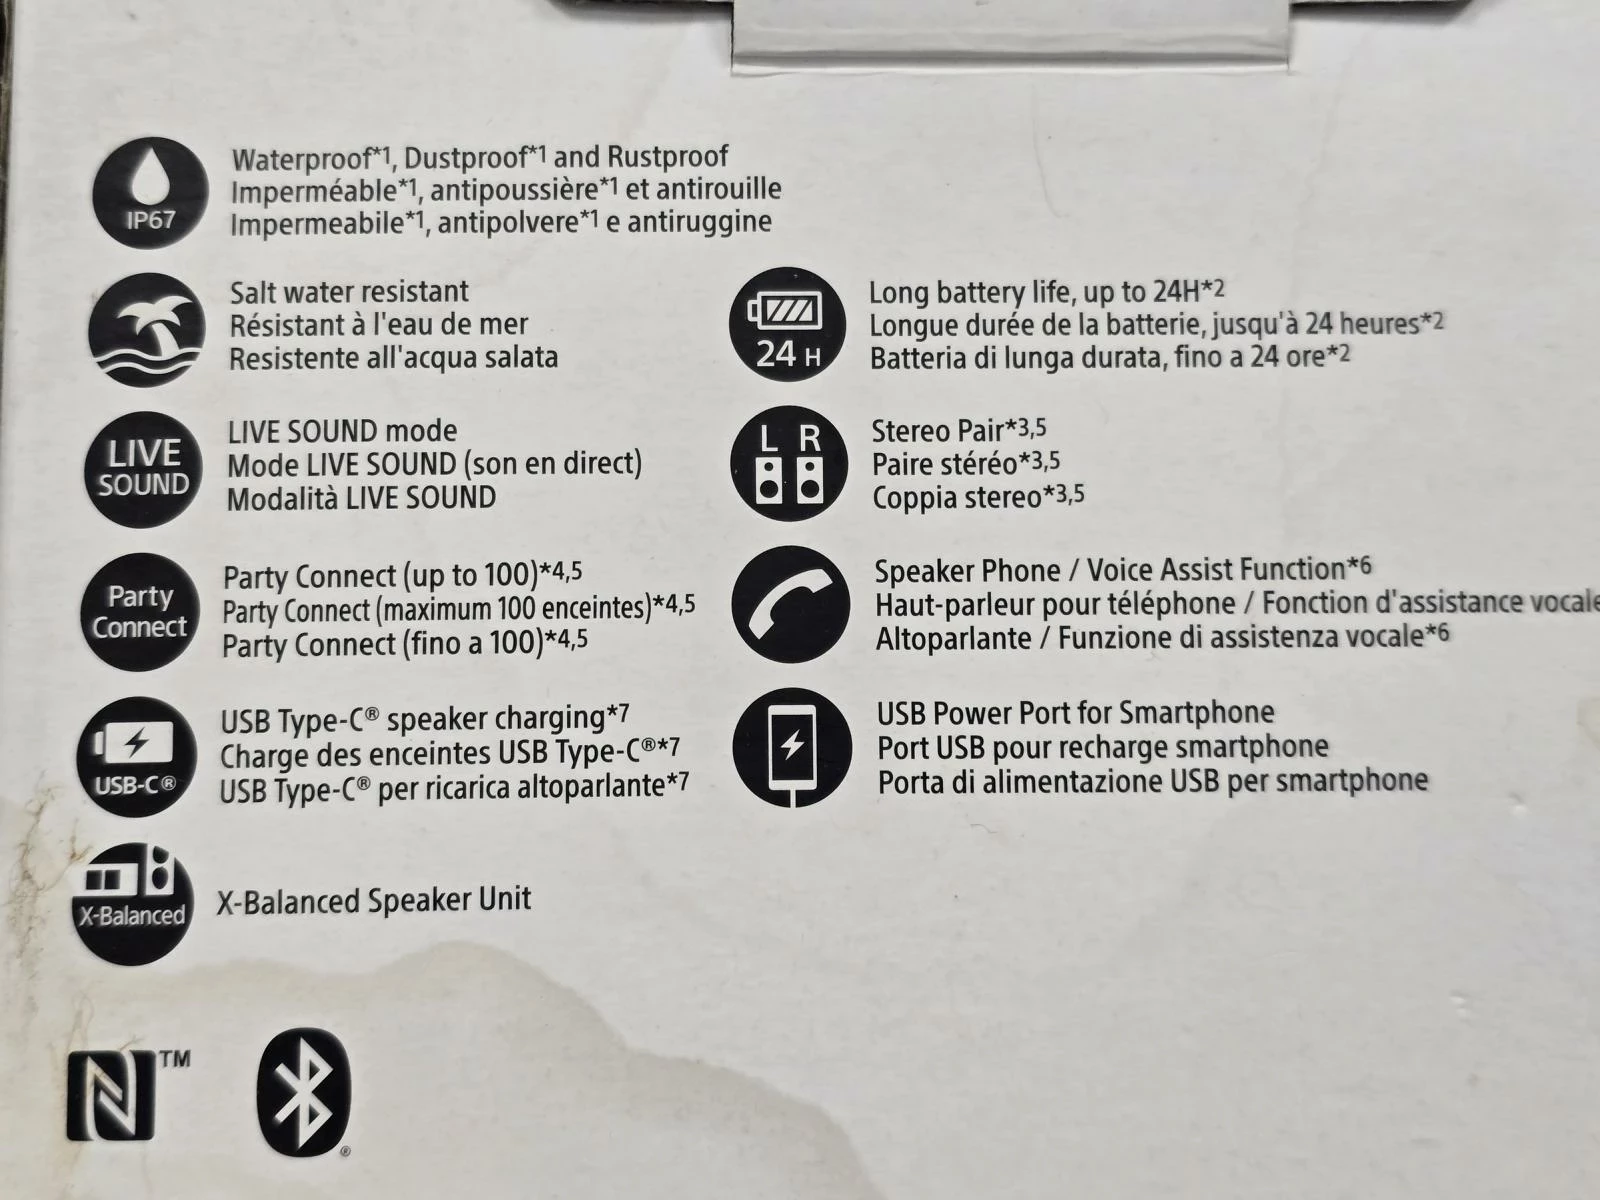 IP67
Waterproof*1, Dustproof*1 and Rustproof
Imperméable*1, antipoussière*1 et antirouille
Impermeabile*1, antipolvere*1 e antiruggine
Salt water resistant
Résistant à l'eau de mer
Resistente all'acqua salata
24 H
Long battery life, up to 24H*2
Longue durée de la batterie, jusqu'à 24 heures*2
Batteria di lunga durata, fino a 24 ore*2
LIVE
SOUND
LIVE SOUND mode
Mode LIVE SOUND (son en direct)
Modalità LIVE SOUND
L R
Stereo Pair*3,5
Paire stéréo*3,5
Coppia stereo*3,5
Party
Connect
Party Connect (up to 100)*4,5
Party Connect (maximum 100 enceintes)*4,5
Party Connect (fino a 100)*4,5
Speaker Phone / Voice Assist Function*6
Haut-parleur pour téléphone / Fonction d'assistance vocale
Altoparlante / Funzione di assistenza vocale*6
USB-C®
USB Type-C® speaker charging*7
Charge des enceintes USB Type-C®*7
USB Type-C® per ricarica altoparlante*7
USB Power Port for Smartphone
Port USB pour recharge smartphone
Porta di alimentazione USB per smartphone
X-Balanced
X-Balanced Speaker Unit
N™
®